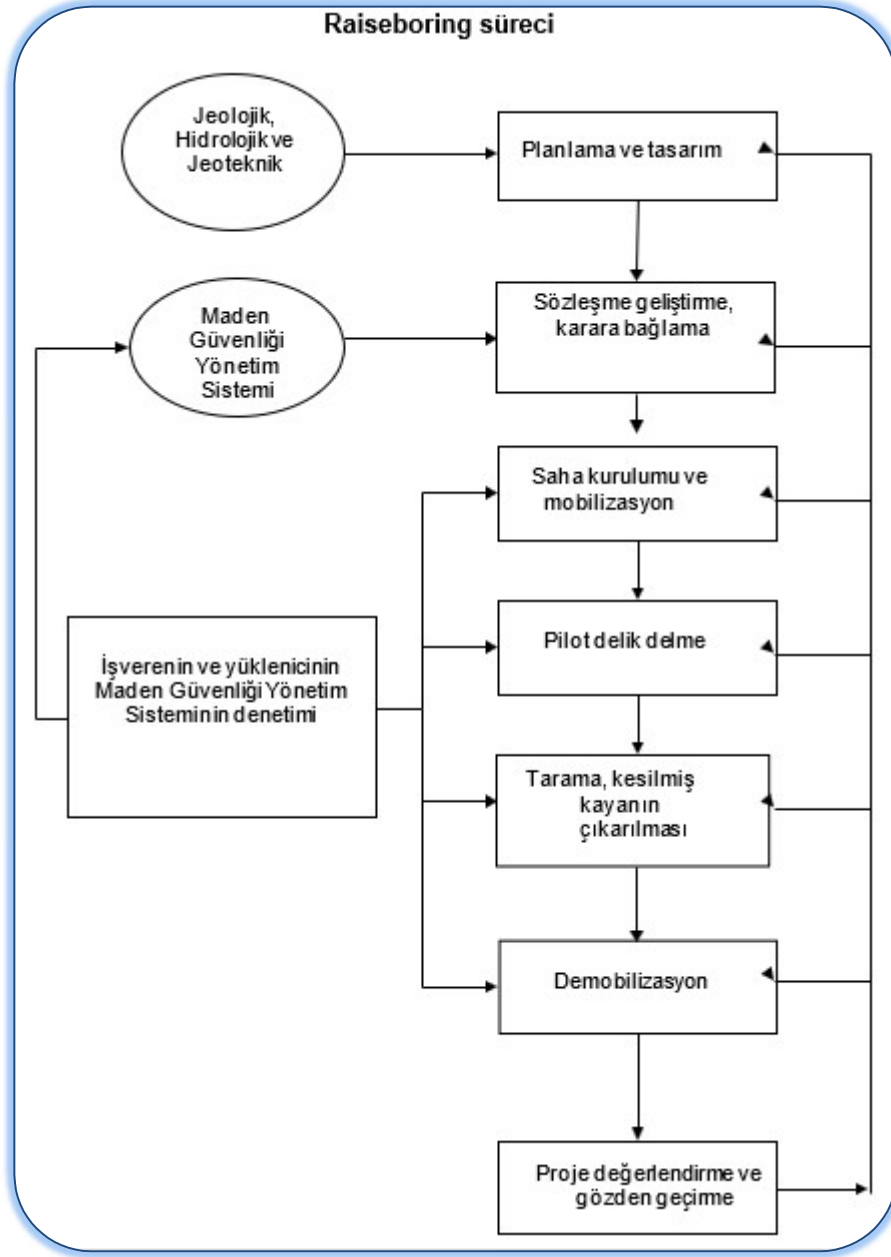 Raiseboring süreci
Jeolojik,
Hidrolojik ve
Jeoteknik
Planlama ve tasarım
Maden
Güvenliği
Yönetim
Sistemi
Sözleşme geliştirme,
karara bağlama
Saha kurulumu ve
mobilizasyon
Pilot delik delme
İşverenin ve yüklenicinin
Maden Güvenliği Yönetim
Sisteminin denetimi
Tarama, kesilmiş
kayanın
çıkarılması
Demobilizasyon
Proje değerlendirme ve
gözden geçirme